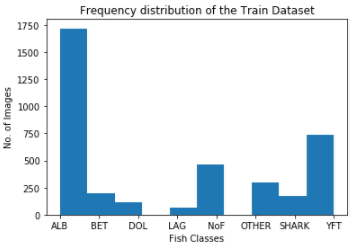 Frequency distribution of the Train Dataset
No. of Images
1750
1500
1250
1000
750
500
250
0
ALB BET DOL LAG NoF OTHER SHARK YFT
Fish Classes